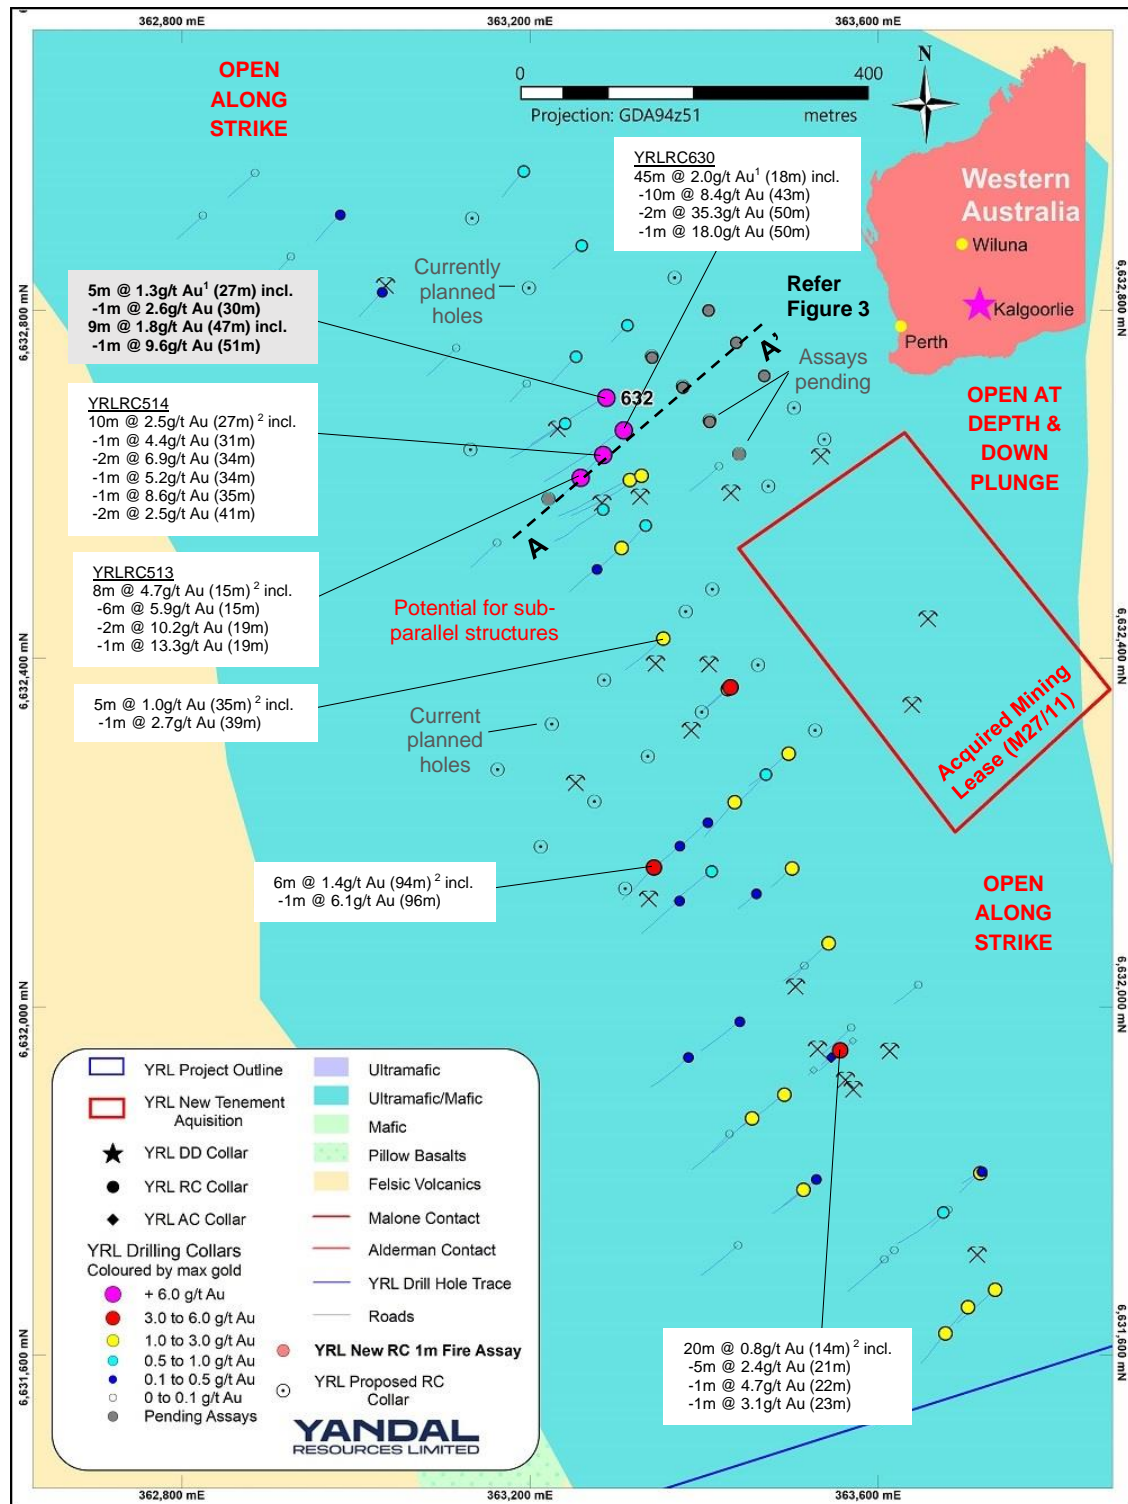 362,800 mE
363,200 mE
363,600 mE
OPEN
ALONG
STRIKE
0
400
Projection: GDA94z51
metres
N
Western
Australia
Wiluna
Kalgoorlie
Perth
YRLRC630
45m @ 2.0g/t Au¹ (18m) incl.
-10m @ 8.4g/t Au (43m)
-2m @ 35.3g/t Au (50m)
-1m @ 18.0g/t Au (50m)
Currently
planned
holes
6,632,800 mN
6,632,800 mN
5m @ 1.3g/t Au¹ (27m) incl.
-1m @ 2.6g/t Au (30m)
9m @ 1.8g/t Au (47m) incl.
-1m @ 9.6g/t Au (51m)
Refer
Figure 3
A'
Assays
pending
632
OPEN AT
DEPTH &
DOWN
PLUNGE
YRLRC514
10m @ 2.5g/t Au (27m) ² incl.
-1m @ 4.4g/t Au (31m)
-2m @ 6.9g/t Au (34m)
-1m @ 5.2g/t Au (34m)
-1m @ 8.6g/t Au (35m)
-2m @ 2.5g/t Au (41m)
A
YRLRC513
8m @ 4.7g/t Au (15m) ² incl.
-6m @ 5.9g/t Au (15m)
-2m @ 10.2g/t Au (19m)
-1m @ 13.3g/t Au (19m)
Potential for sub-
parallel structures
6,632,400 mN
6,632,400 mN
5m @ 1.0g/t Au (35m) ² incl.
-1m @ 2.7g/t Au (39m)
Current
planned
holes
Acquired Mining
Lease (M27/11)
6m @ 1.4g/t Au (94m) ² incl.
-1m @ 6.1g/t Au (96m)
OPEN
ALONG
STRIKE
6,632,000 mN
6,632,000 mN
YRL Project Outline
YRL New Tenement
Aquisition
YRL DD Collar
YRL RC Collar
YRL AC Collar
YRL Drilling Collars
Coloured by max gold
+ 6.0 g/t Au
3.0 to 6.0 g/t Au
1.0 to 3.0 g/t Au
0.5 to 1.0 g/t Au
0.1 to 0.5 g/t Au
0 to 0.1 g/t Au
Pending Assays
Ultramafic
Ultramafic/Mafic
Mafic
Pillow Basalts
Felsic Volcanics
Malone Contact
Alderman Contact
YRL Drill Hole Trace
Roads
YRL New RC 1m Fire Assay
YRL Proposed RC
Collar
YANDAL
RESOURCES LIMITED
20m @ 0.8g/t Au (14m) ² incl.
-5m @ 2.4g/t Au (21m)
-1m @ 4.7g/t Au (22m)
-1m @ 3.1g/t Au (23m)
6,631,600 mN
6,631,600 mN
362,800 mE
363,200 mE
363,600 mE